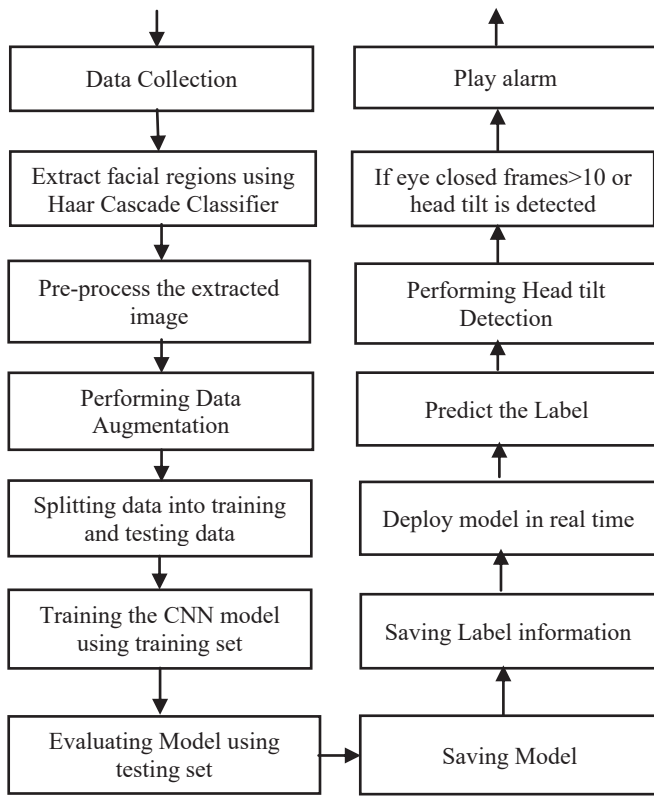 Data Collection
Extract facial regions using
Haar Cascade Classifier
Pre-process the extracted
image
Performing Data
Augmentation
Splitting data into training
and testing data
Training the CNN model
using training set
Evaluating Model using
testing set
Saving Model
Saving Label information
Deploy model in real time
Predict the Label
Performing Head tilt
Detection
If eye closed frames>10 or
head tilt is detected
Play alarm